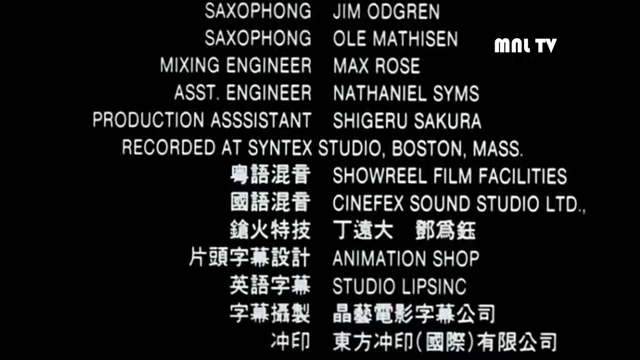 SAXOPHONG JIM ODGREN
SAXOPHONG OLE MATHISEN
MNL TV
MIXING ENGINEER MAX ROSE
ASST. ENGINEER NATHANIEL SYMS
PRODUCTION ASSSISTANT SHIGERU SAKURA
RECORDED AT SYNTEX STUDIO, BOSTON, MASS.
粵語混音 SHOWREEL FILM FACILITIES
國語混音 CINEFEX SOUND STUDIO LTD.,
鎗火特技 丁遠大 鄧爲鈺
片頭字幕設計 ANIMATION SHOP
英語字幕 STUDIO LIPSINC
字幕攝製 晶藝電影字幕公司
冲印 東方冲印(國際)有限公司